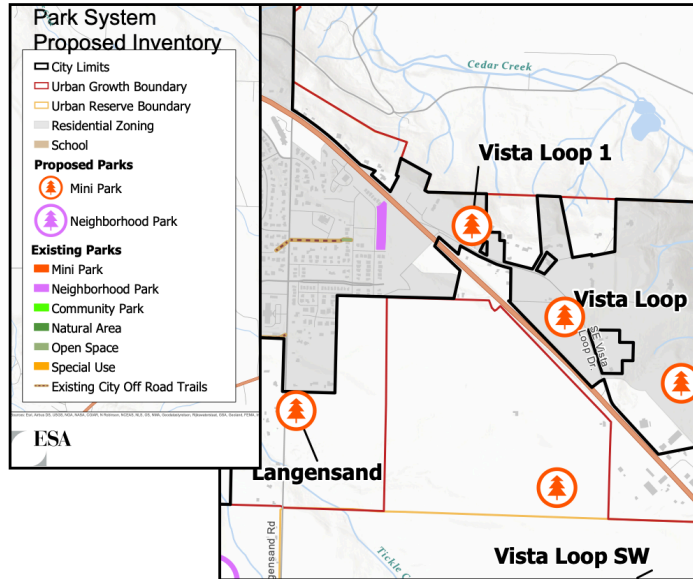 Park System
Proposed Inventory
City Limits
Urban Growth Boundary
Urban Reserve Boundary
Residential Zoning
School
Proposed Parks
Mini Park
Neighborhood Park
Existing Parks
Mini Park
Neighborhood Park
Community Park
Natural Area
Open Space
Special Use
Existing City Off Road Trails
ESA
Cedar Creek
Vista Loop 1
Vista Loop
SE Vista
Loop Dr.
Langensand
gensand Rd
Tickle C
Vista Loop SW